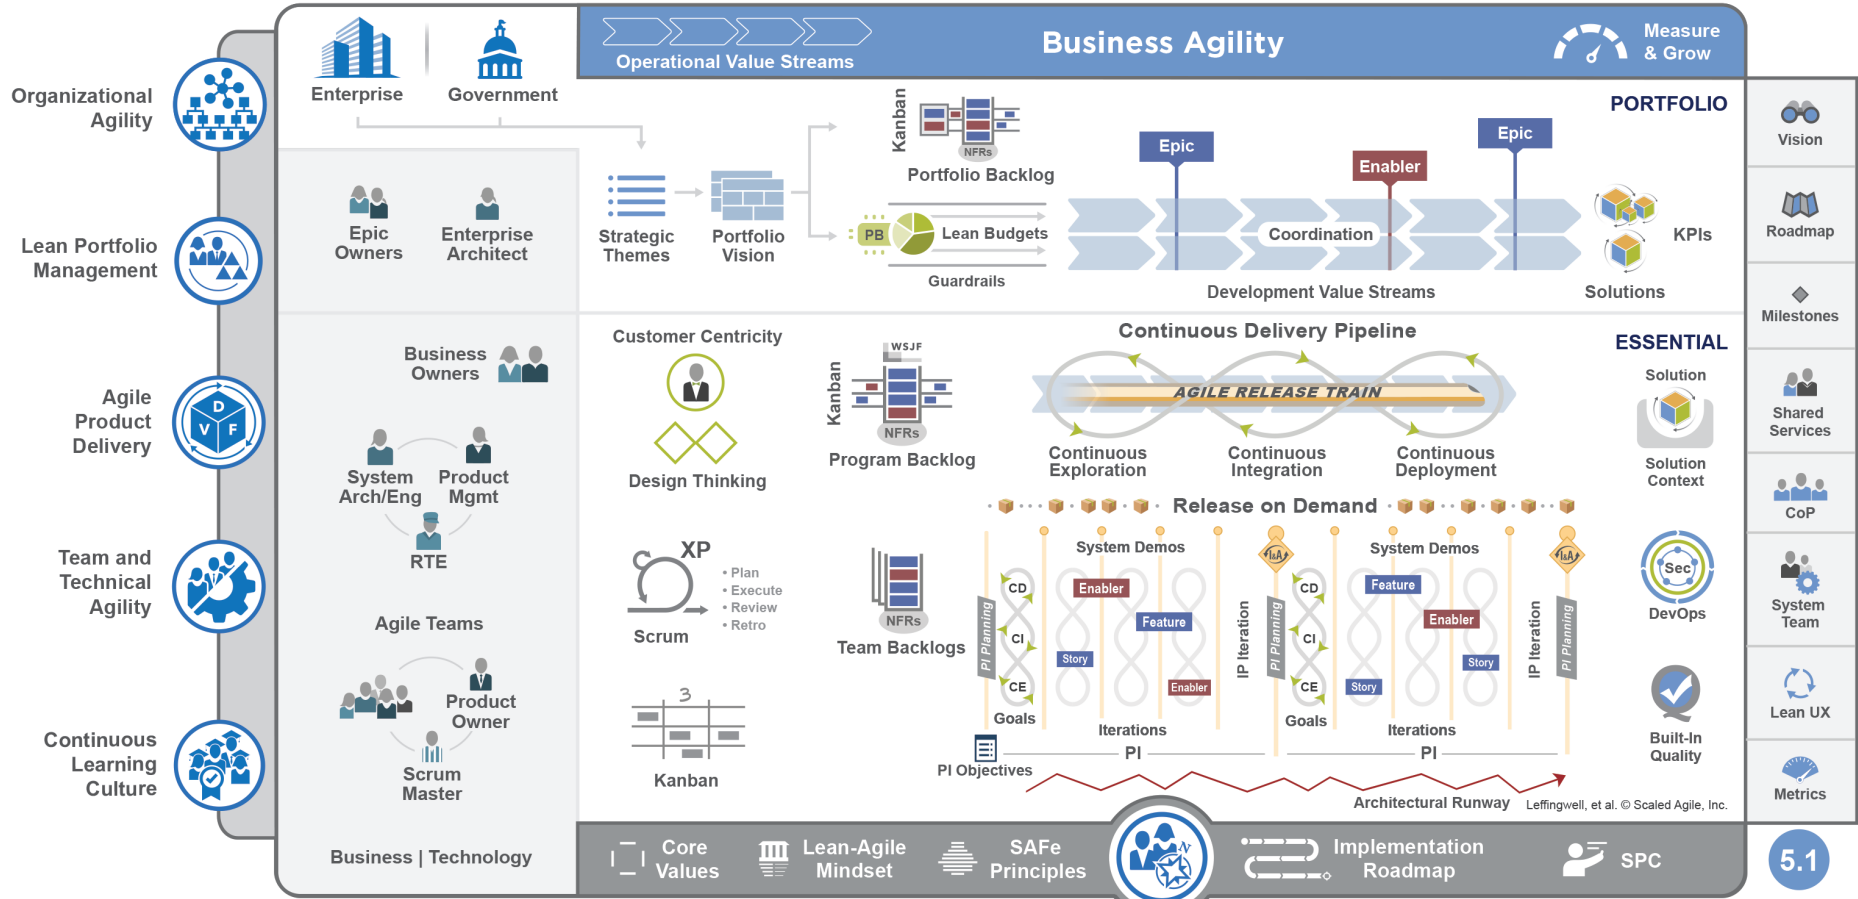 Organizational
Agility
Lean Portfolio
Management
Agile
Product
Delivery
D
V
F
Team and
Technical
Agility
Continuous
Learning
Culture
Enterprise
Government
Operational Value Streams
Business Agility
Measure
& Grow
PORTFOLIO
Epic
Owners
Enterprise
Architect
Strategic
Themes
Portfolio
Vision
Kanban
NFRs
Portfolio Backlog
PB
Lean Budgets
Guardrails
Epic
Enabler
Epic
Coordination
Development Value Streams
KPIs
Solutions
ESSENTIAL
Business
Owners
System
Arch/Eng
Product
Mgmt
RTE
Agile Teams
Product
Owner
Scrum
Master
Business | Technology
Customer Centricity
Design Thinking
Kanban
WSJF
NFRs
Program Backlog
Continuous Delivery Pipeline
AGILE RELEASE TRAIN
Continuous
Exploration
Continuous
Integration
Continuous
Deployment
Release on Demand
XP
Scrum
• Plan
• Execute
• Review
• Retro
NFRs
Team Backlogs
3
Kanban
System Demos
System Demos
I&A
I&A
PI Planning
CD
CI
CE
Goals
Enabler
Feature
Story
Enabler
Iterations
IP Iteration
PI Planning
CD
CI
CE
Goals
Feature
Enabler
Story
Story
Iterations
IP Iteration
PI Planning
PI Objectives
PI
PI
Architectural Runway
Leffingwell, et al. © Scaled Agile, Inc.
Solution
Solution
Context
Sec
DevOps
Built-In
Quality
Vision
Roadmap
Milestones
Shared
Services
CoP
System
Team
Lean UX
Metrics
Core
Values
Lean-Agile
Mindset
SAFe
Principles
N
Implementation
Roadmap
SPC
5.1